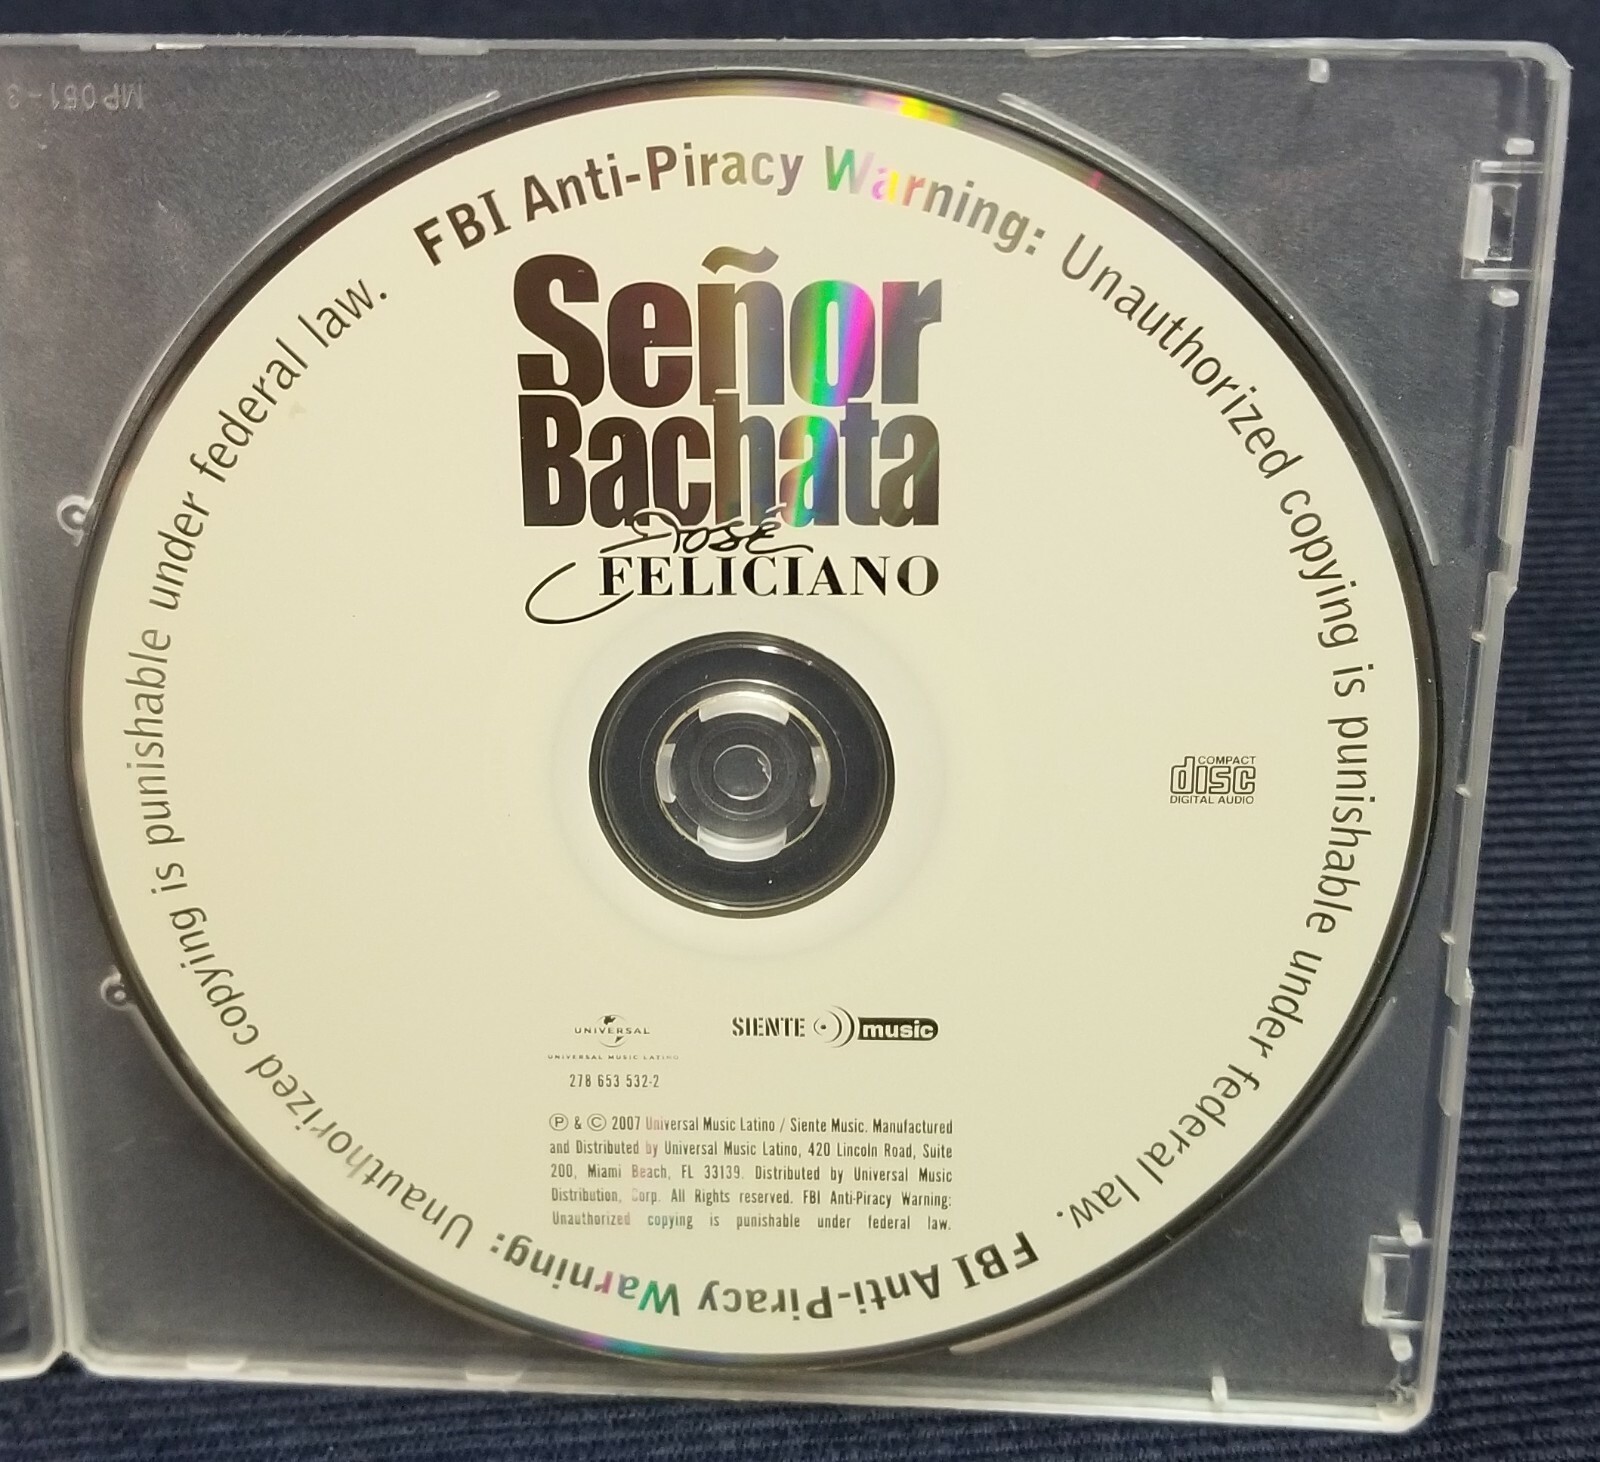 MP051-3
FBI Anti-Piracy Warning: Unauthorized copying is punishable under federal law.
FBI Anti-Piracy Warning: Unauthorized copying is punishable under federal law.
Señor
Bachata
José
FELICIANO
COMPACT
disc
DIGITAL AUDIO
UNIVERSAL
UNIVERSAL MUSIC LATINO
278 653 532-2
SIENTE music
Ⓟ & © 2007 Universal Music Latino / Siente Music. Manufactured
and Distributed by Universal Music Latino, 420 Lincoln Road, Suite
200, Miami Beach, FL 33139. Distributed by Universal Music
Distribution, Corp. All Rights reserved. FBI Anti-Piracy Warning:
Unauthorized copying is punishable under federal law.